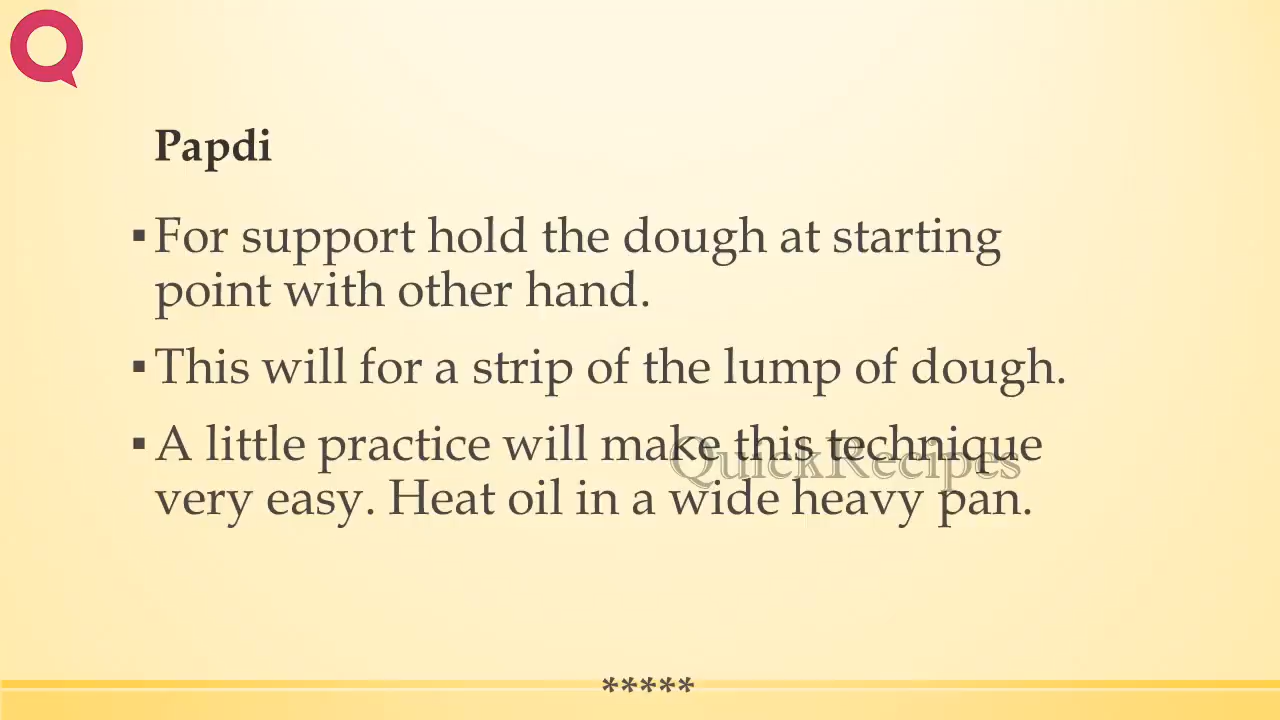 Papdi
▪For support hold the dough at starting
point with other hand.
▪This will for a strip of the lump of dough.
▪A little practice will make this technique
QuickRecipes
very easy. Heat oil in a wide heavy pan.
*****